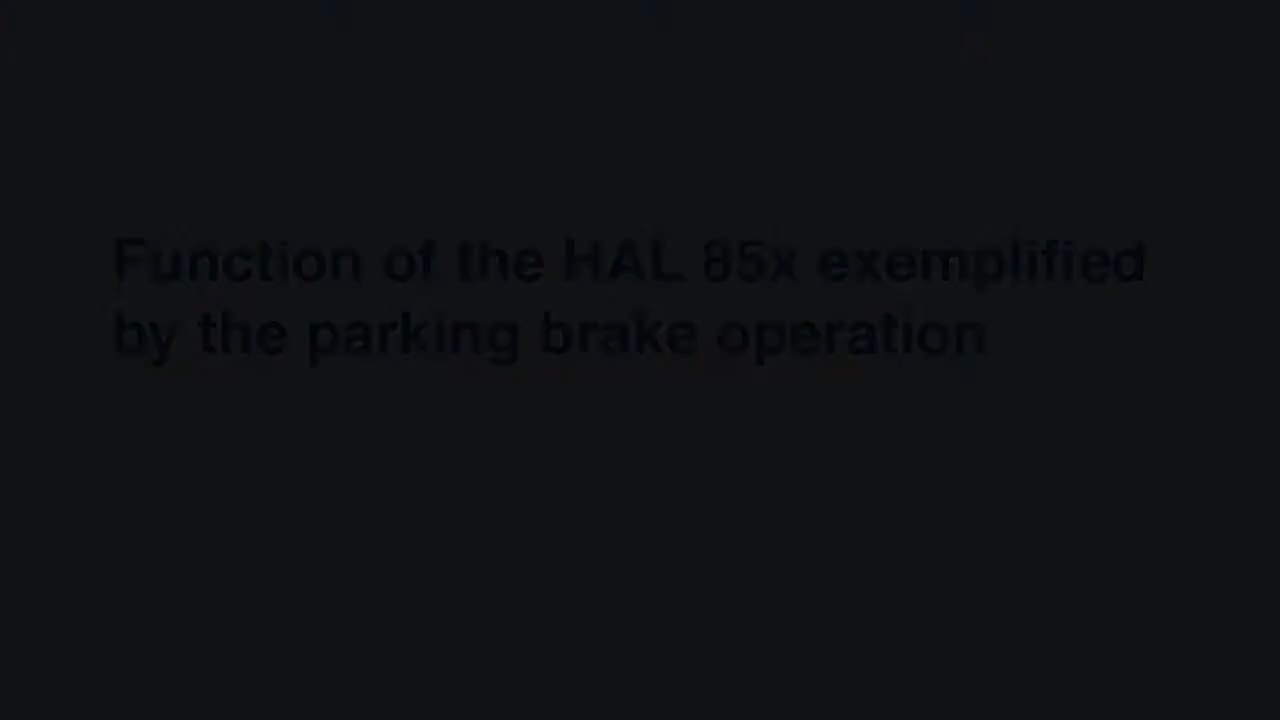 Function of the HAL 85x exemplified
by the parking brake operation